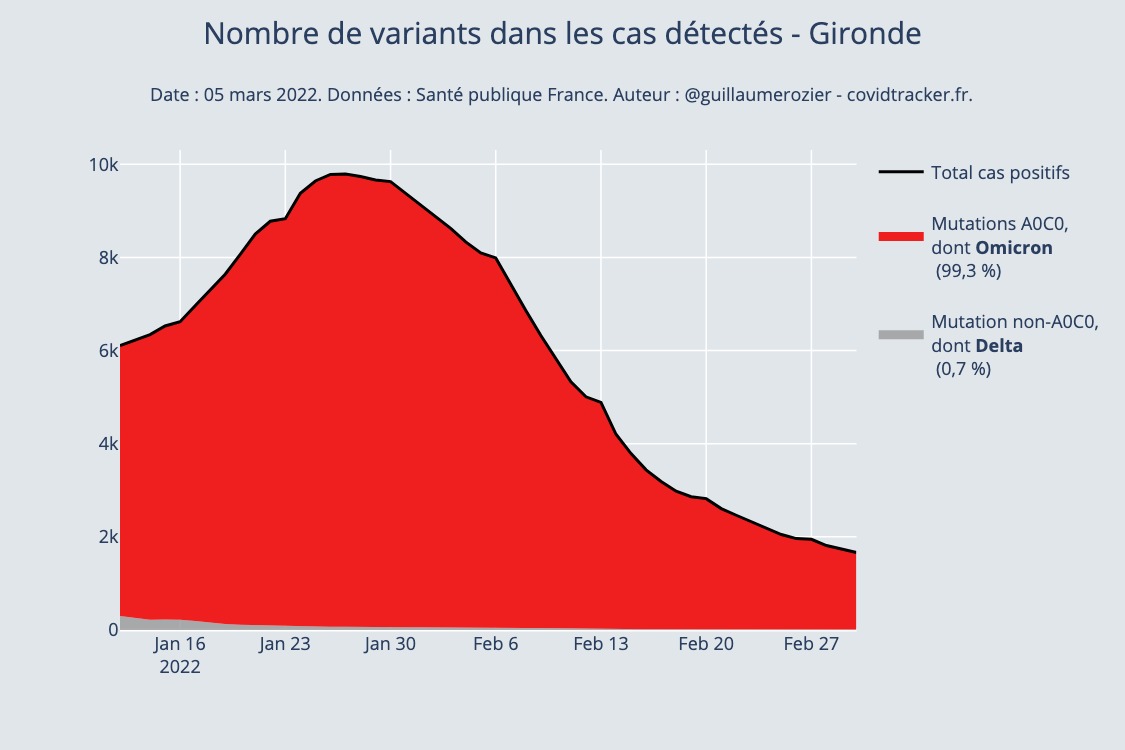 Nombre de variants dans les cas détectés - Gironde
Date : 05 mars 2022. Données : Santé publique France. Auteur : @guillaumerozier - covidtracker.fr.
10k
8k
6k
4k
2k
0
Jan 16
2022
Jan 23
Jan 30
Feb 6
Feb 13
Feb 20
Feb 27
Total cas positifs
Mutations A0C0,
dont Omicron
(99,3 %)
Mutation non-A0C0,
dont Delta
(0,7 %)